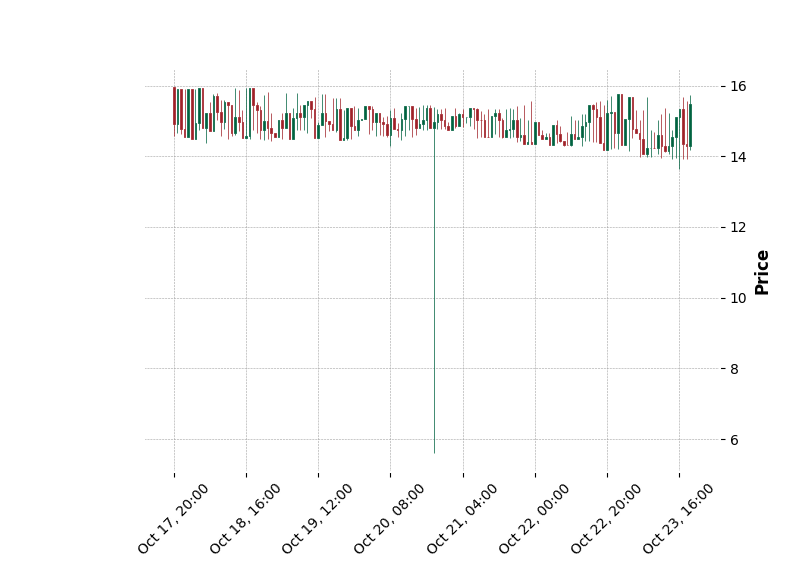 16
14
12
10
8
6
Price
Oct 17, 20:00
Oct 18, 16:00
Oct 19, 12:00
Oct 20, 08:00
Oct 21, 04:00
Oct 22, 00:00
Oct 22, 20:00
Oct 23, 16:00